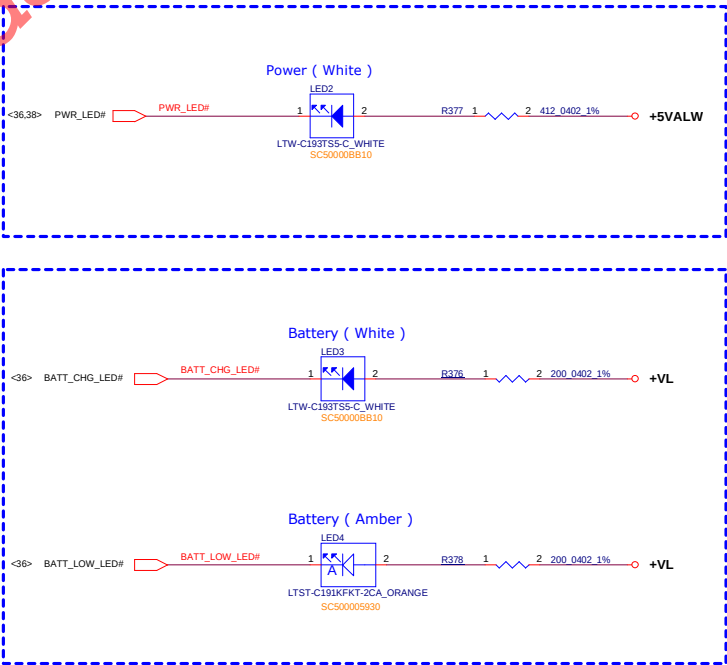 Power ( White )
LED2
<36,38> PWR_LED# PWR_LED# 1 2 R377 1 2 412_0402_1% +5VALW
LTW-C193TS5-C_WHITE
SC50000BB10
Battery ( White )
LED3
<36> BATT_CHG_LED# BATT_CHG_LED# 1 2 R376 1 2 200_0402_1% +VL
LTW-C193TS5-C_WHITE
SC50000BB10
Battery ( Amber )
LED4
<36> BATT_LOW_LED# BATT_LOW_LED# 1 2 R378 1 2 200_0402_1% +VL
A
LTST-C191KFKT-2CA_ORANGE
SC500005930